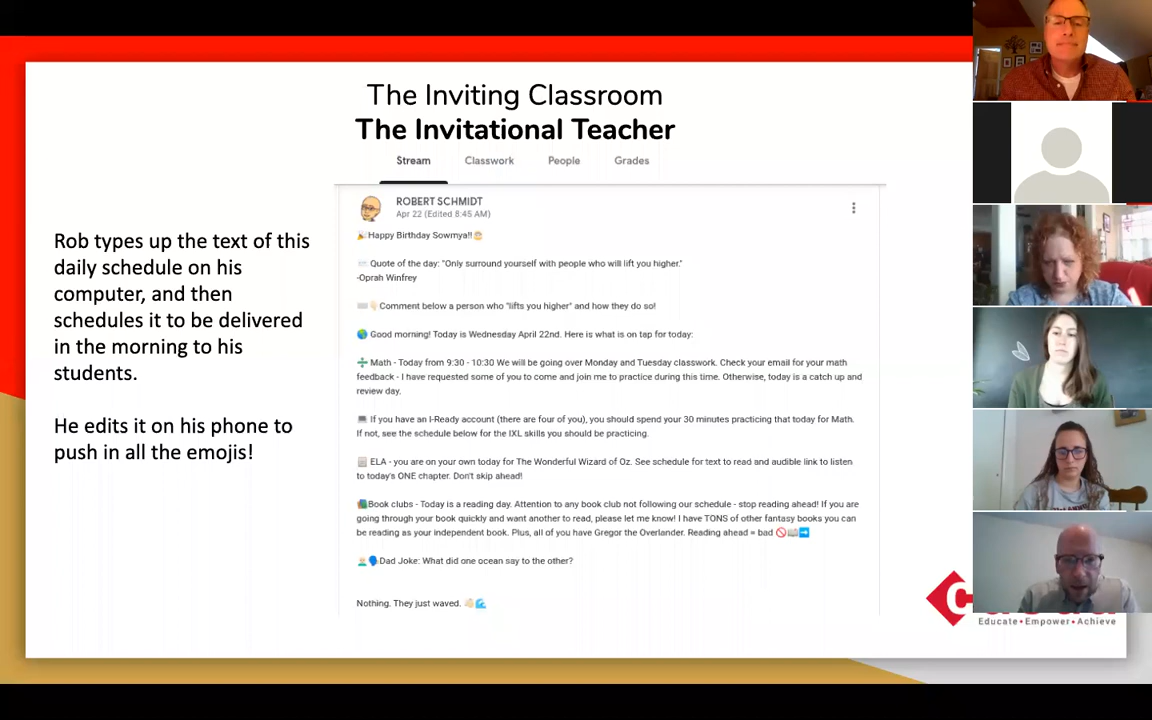 The Inviting Classroom
The Invitational Teacher
Stream Classwork People Grades
ROBERT SCHMIDT
Apr 22 (Edited 8:45 AM)
🎉Happy Birthday Sowmya!!🎂
Quote of the day: "Only surround yourself with people who will lift you higher."
-Oprah Winfrey
Comment below a person who "lifts you higher" and how they do so!
🌎 Good morning! Today is Wednesday April 22nd. Here is what is on tap for today:
➗ Math - Today from 9:30 - 10:30 We will be going over Monday and Tuesday classwork. Check your email for your math
feedback - I have requested some of you to come and join me to practice during this time. Otherwise, today is a catch up and
review day.
💻 If you have an I-Ready account (there are four of you), you should spend your 30 minutes practicing that today for Math.
If not, see the schedule below for the IXL skills you should be practicing.
ELA - you are on your own today for The Wonderful Wizard of Oz. See schedule for text to read and audible link to listen
to today's ONE chapter. Don't skip ahead!
📚Book clubs - Today is a reading day. Attention to any book club not following our schedule - stop reading ahead! If you are
going through your book quickly and want another to read, please let me know! I have TONS of other fantasy books you can
be reading as your independent book. Plus, all of you have Gregor the Overlander. Reading ahead = bad 🚫📖➡️
🗣Dad Joke: What did one ocean say to the other?
Nothing. They just waved. 👋🏻🌊
Rob types up the text of this
daily schedule on his
computer, and then
schedules it to be delivered
in the morning to his
students.
He edits it on his phone to
push in all the emojis!
Educate•Empower•Achieve